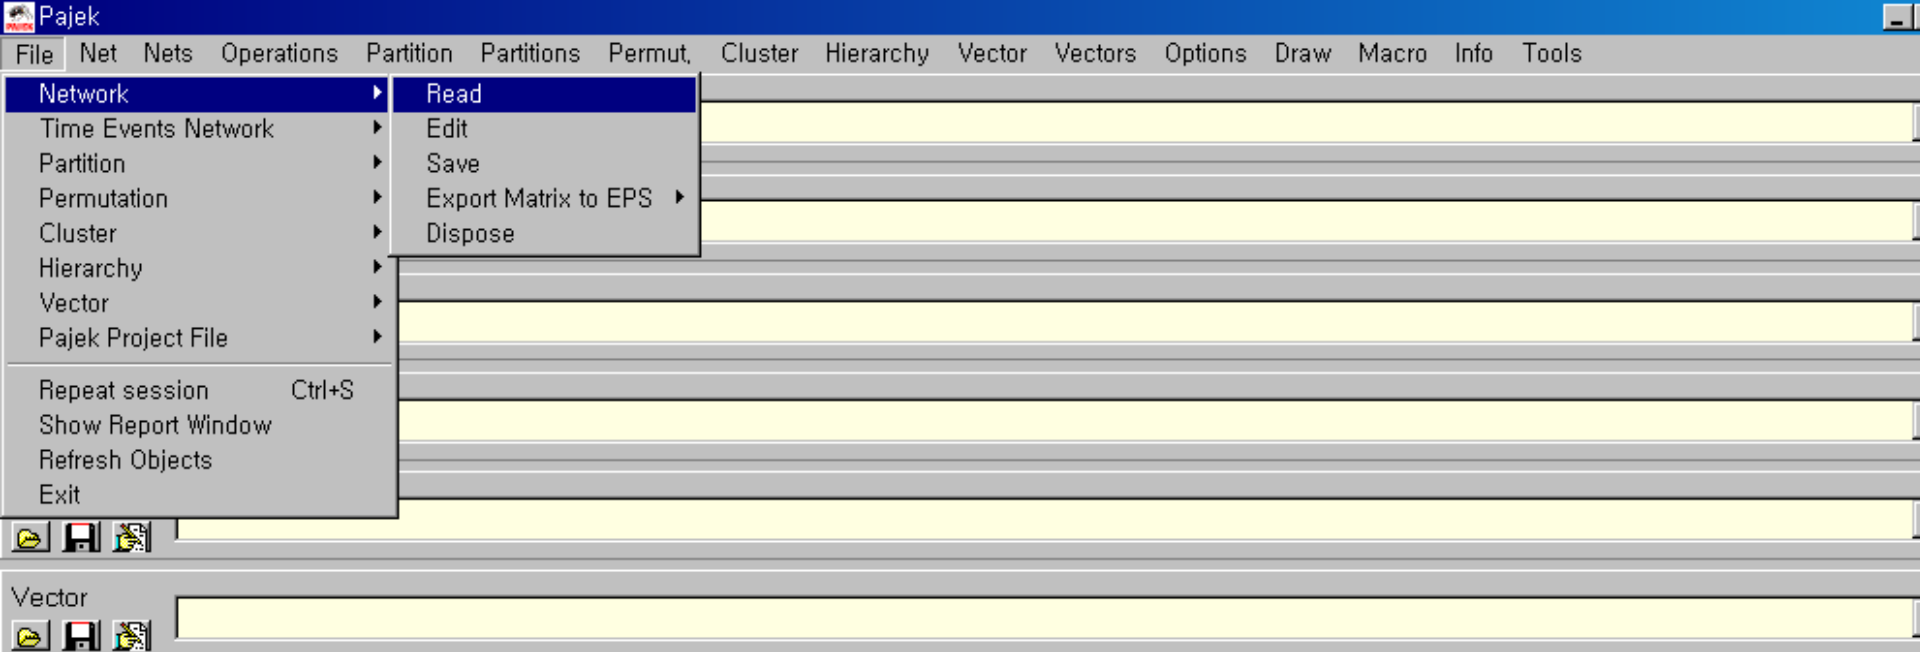 Pajek
File Net Nets Operations Partition Partitions Permut. Cluster Hierarchy Vector Vectors Options Draw Macro Info Tools
Network Read
Time Events Network Edit
Partition Save
Permutation Export Matrix to EPS
Cluster Dispose
Hierarchy
Vector
Pajek Project File
Repeat session Ctrl+S
Show Report Window
Refresh Objects
Exit
Vector